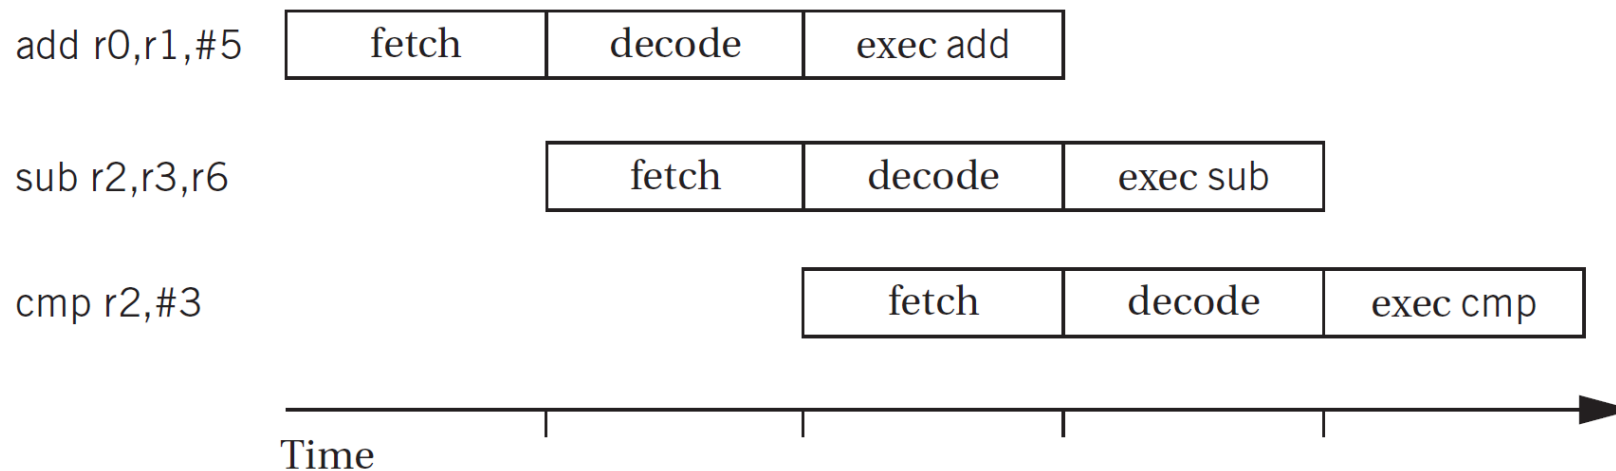 add r0,r1,#5 fetch decode exec add
sub r2,r3,r6 fetch decode exec sub
cmp r2,#3 fetch decode exec cmp
Time